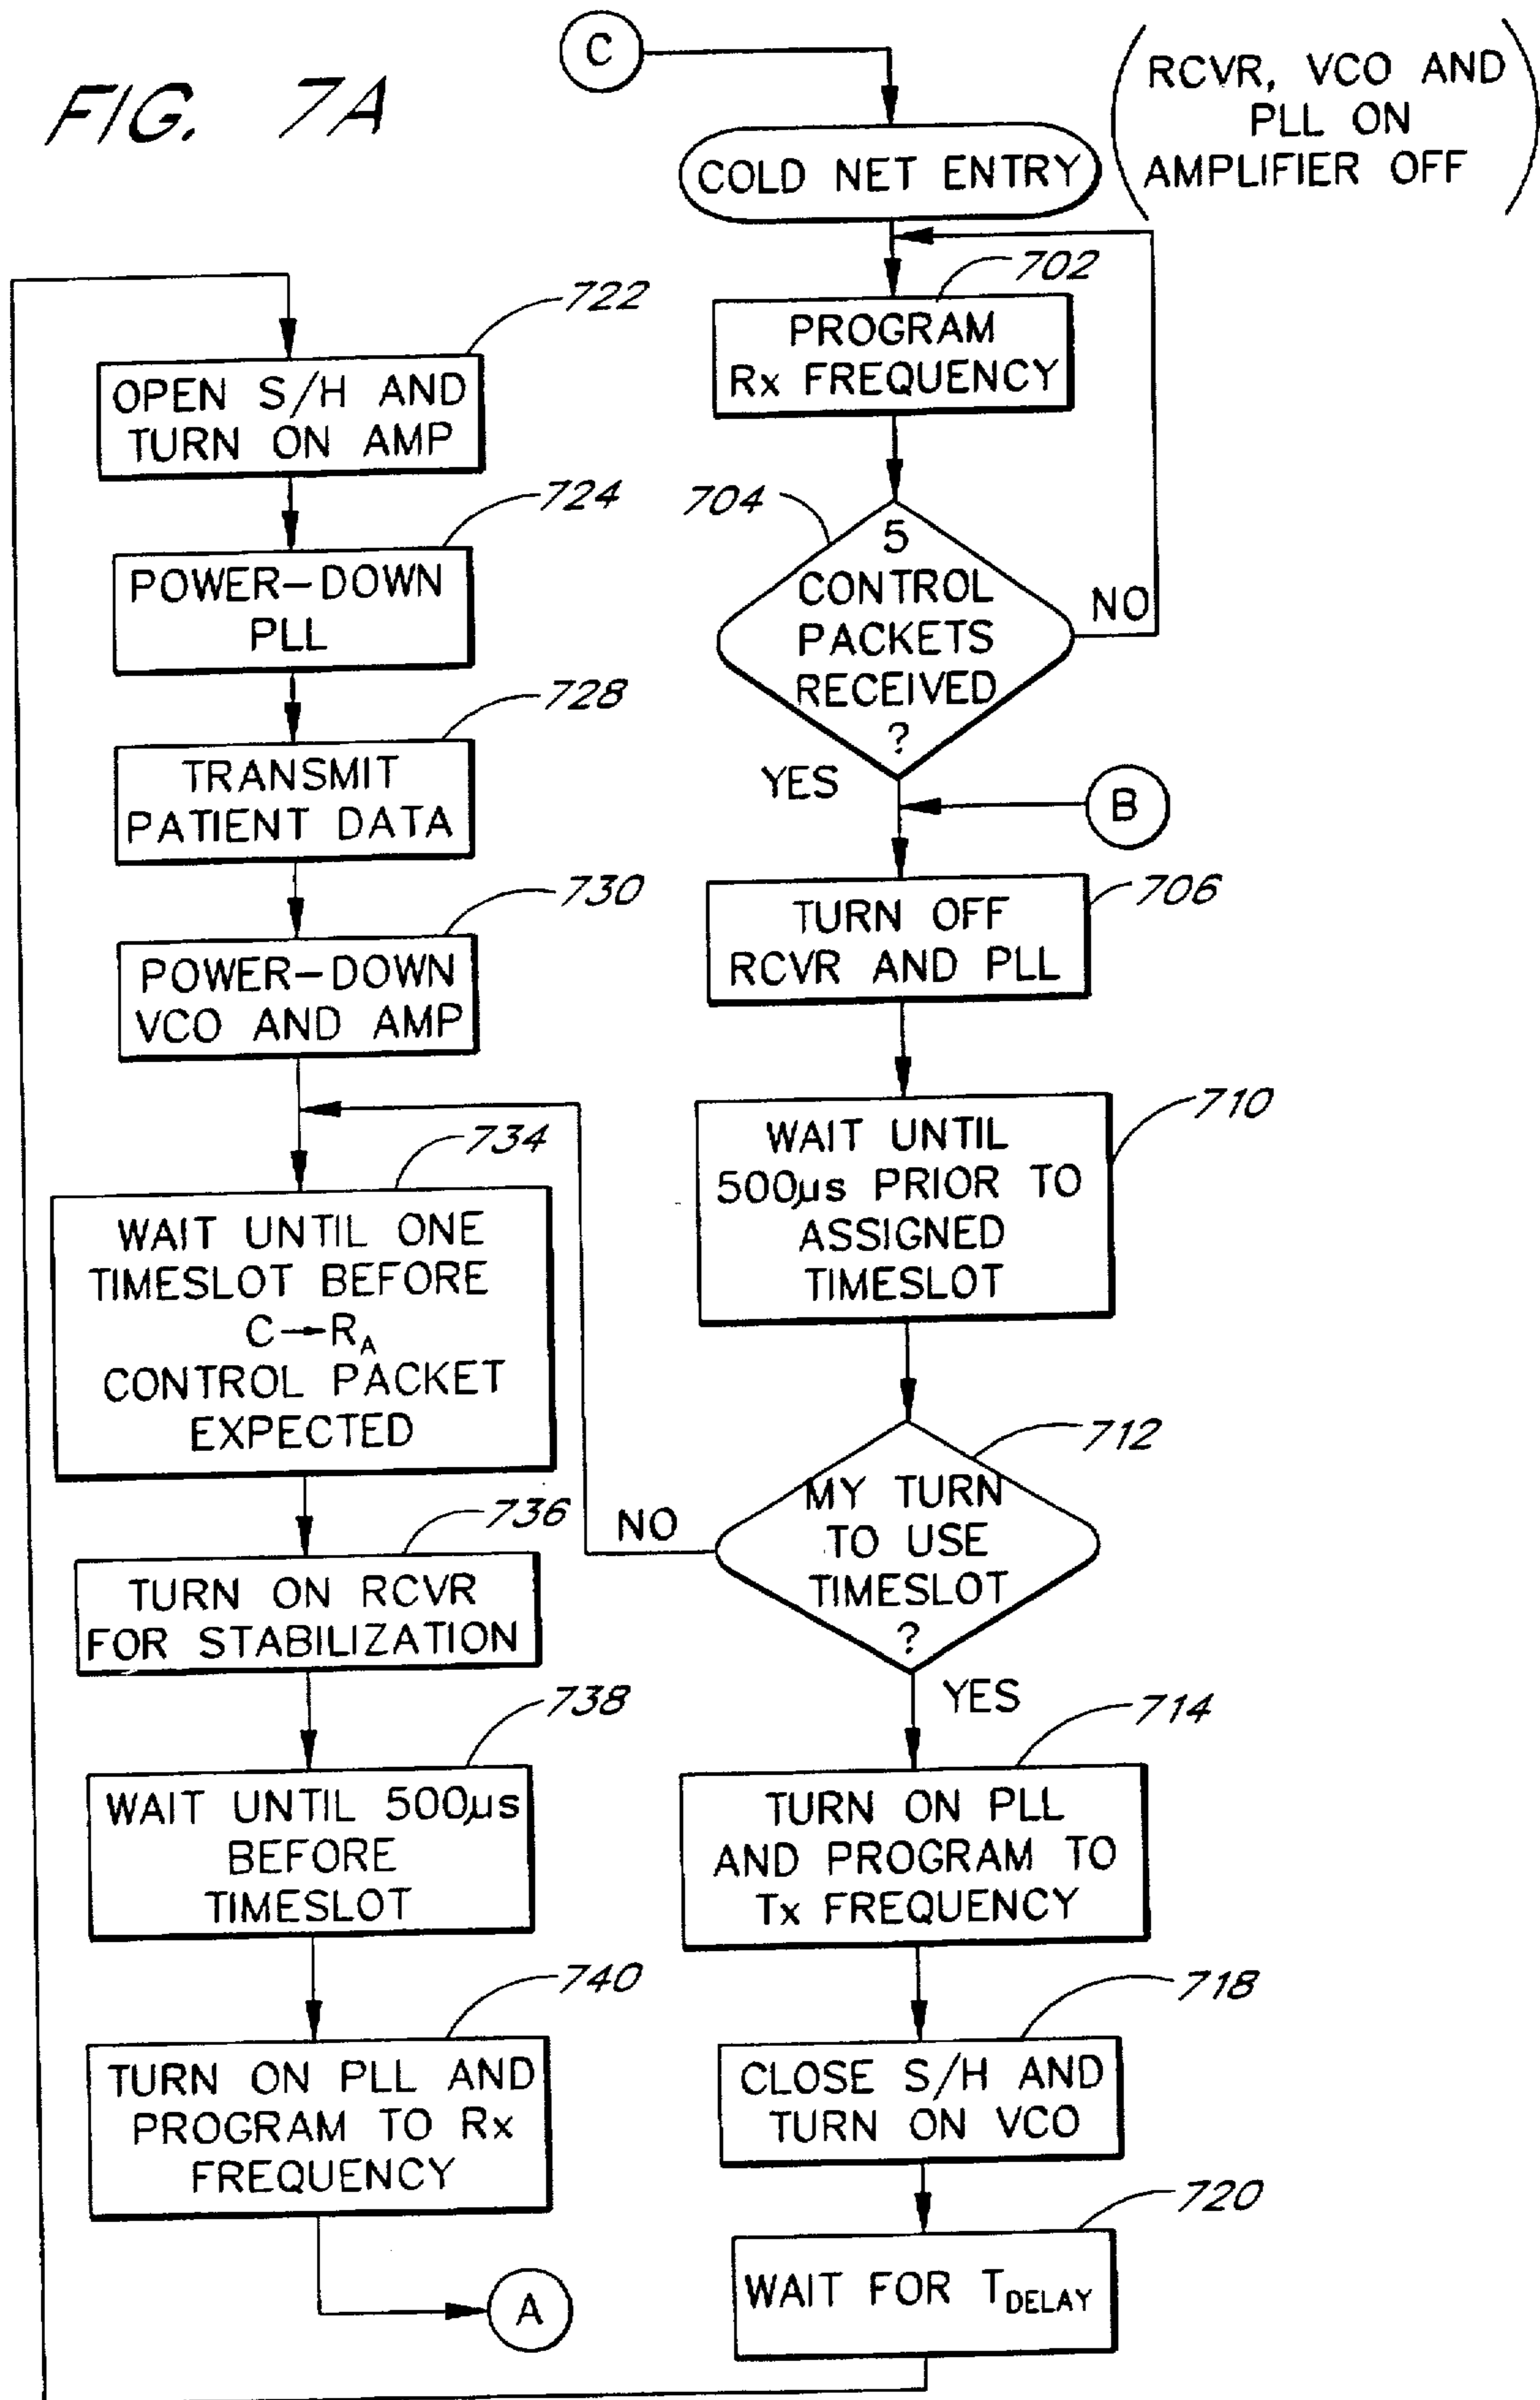 FIG. 7A
C
(RCVR, VCO AND
PLL ON
AMPLIFIER OFF)
COLD NET ENTRY
702
PROGRAM
Rx FREQUENCY
704
5
CONTROL
PACKETS
RECEIVED
?
NO
YES
B
706
TURN OFF
RCVR AND PLL
710
WAIT UNTIL
500µs PRIOR TO
ASSIGNED
TIMESLOT
712
MY TURN
TO USE
TIMESLOT
?
NO
YES
714
TURN ON PLL
AND PROGRAM TO
Tx FREQUENCY
718
CLOSE S/H AND
TURN ON VCO
720
WAIT FOR TDELAY
722
OPEN S/H AND
TURN ON AMP
724
POWER-DOWN
PLL
728
TRANSMIT
PATIENT DATA
730
POWER-DOWN
VCO AND AMP
734
WAIT UNTIL ONE
TIMESLOT BEFORE
C→RA
CONTROL PACKET
EXPECTED
736
TURN ON RCVR
FOR STABILIZATION
738
WAIT UNTIL 500µs
BEFORE
TIMESLOT
740
TURN ON PLL AND
PROGRAM TO Rx
FREQUENCY
A